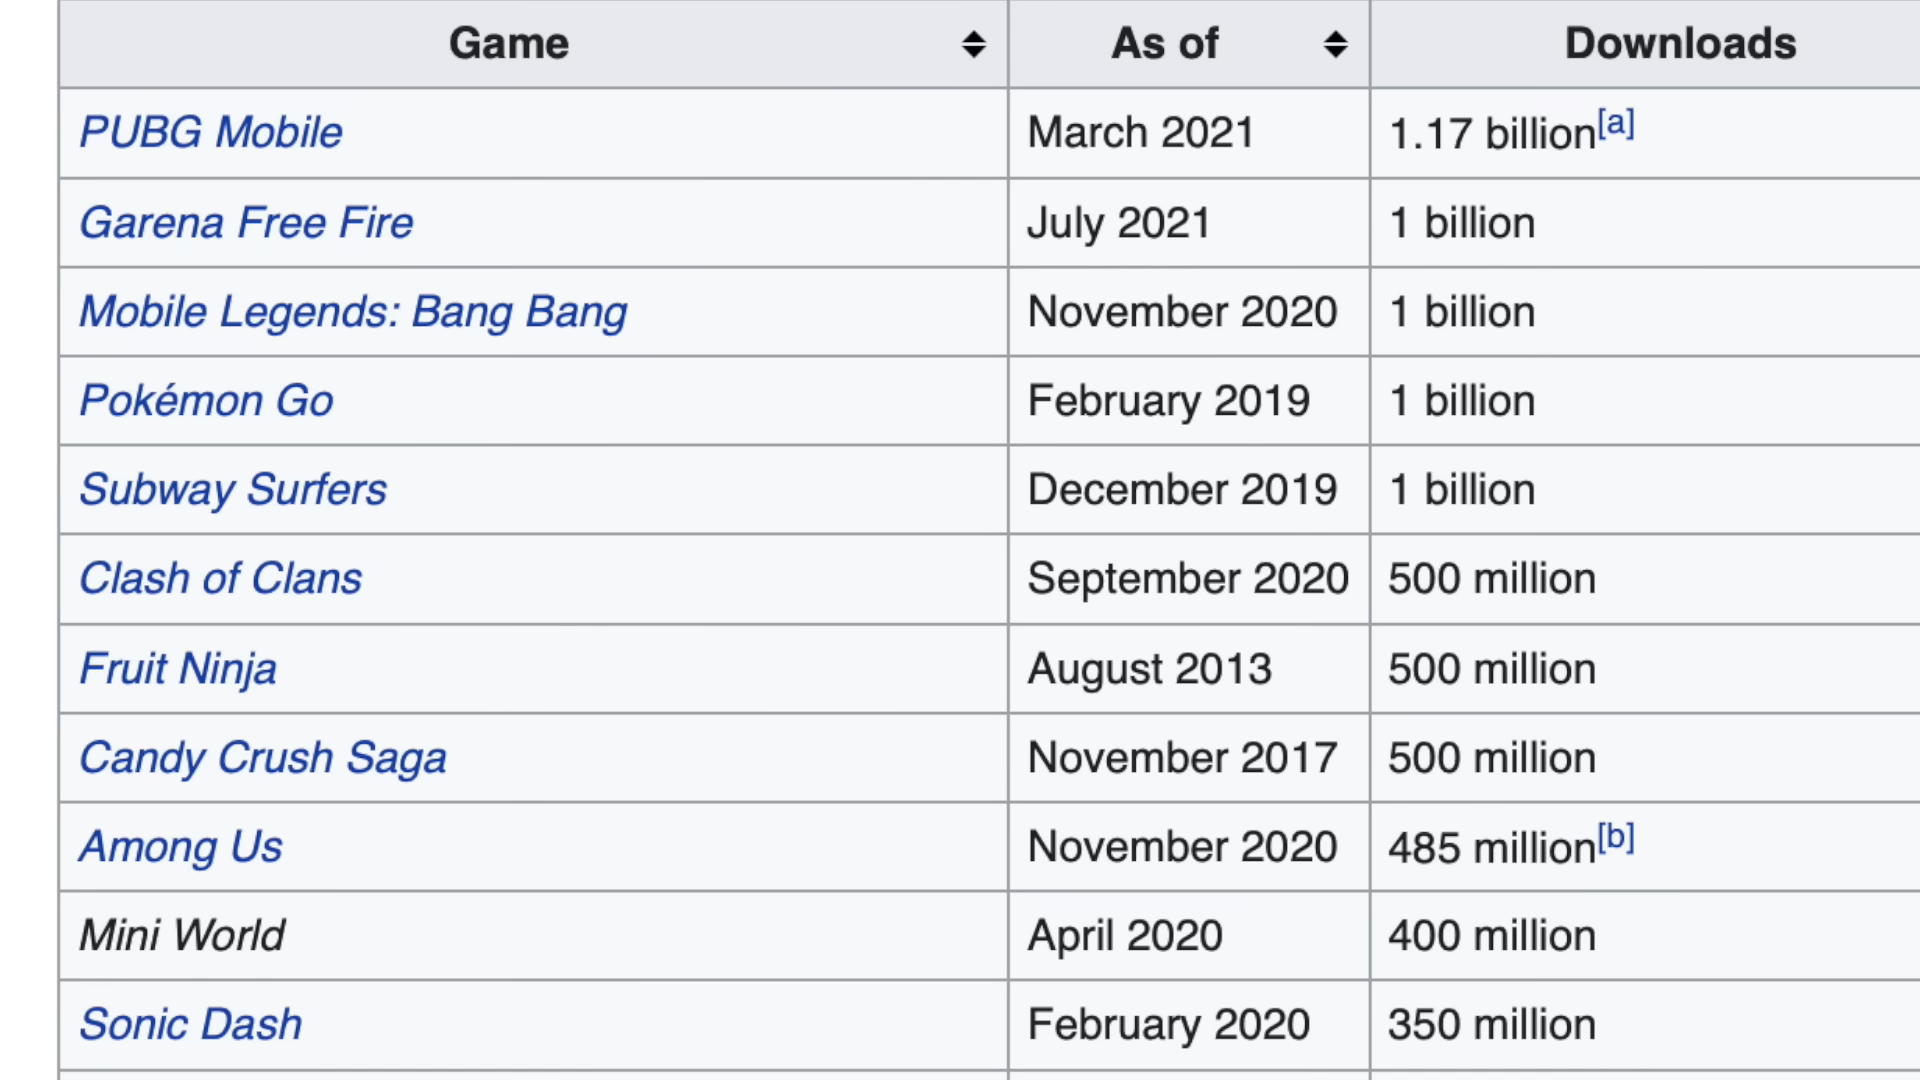 Game As of Downloads
PUBG Mobile March 2021 1.17 billion[a]
Garena Free Fire July 2021 1 billion
Mobile Legends: Bang Bang November 2020 1 billion
Pokémon Go February 2019 1 billion
Subway Surfers December 2019 1 billion
Clash of Clans September 2020 500 million
Fruit Ninja August 2013 500 million
Candy Crush Saga November 2017 500 million
Among Us November 2020 485 million[b]
Mini World April 2020 400 million
Sonic Dash February 2020 350 million